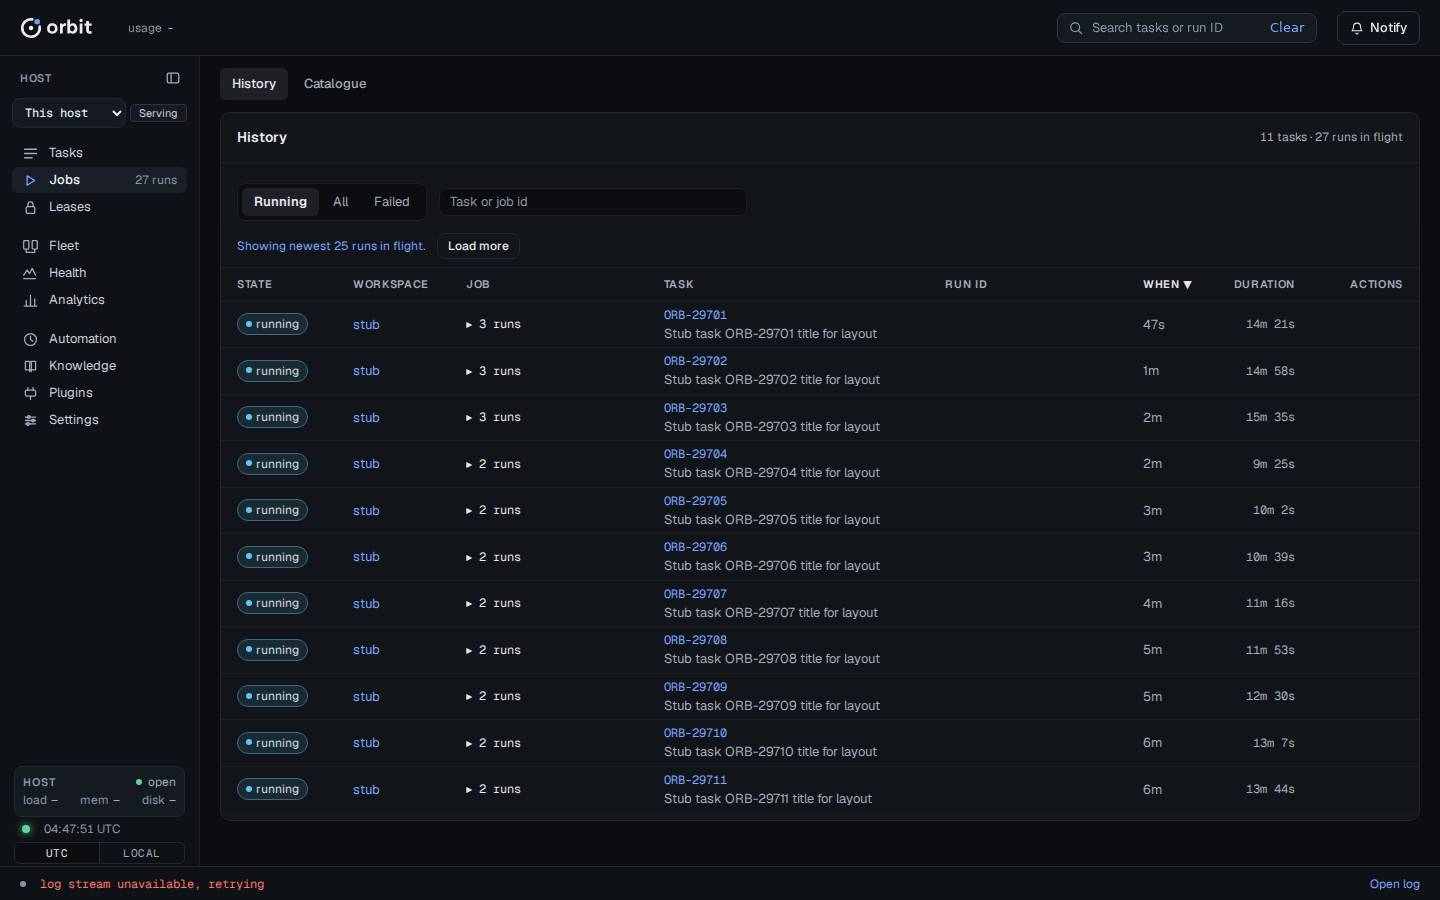 orbit
usage –
Search tasks or run ID
Clear
Notify
HOST
This host
Serving
Tasks
Jobs
27 runs
Leases
Fleet
Health
Analytics
Automation
Knowledge
Plugins
Settings
HOST
open
load –
mem –
disk –
04:47:51 UTC
UTC
LOCAL
History
Catalogue
History
11 tasks · 27 runs in flight
Running
All
Failed
Task or job id
Showing newest 25 runs in flight.
Load more
STATE WORKSPACE JOB TASK RUN ID WHEN ▼ DURATION ACTIONS
running stub ▸ 3 runs ORB-29701 47s 14m 21s
Stub task ORB-29701 title for layout
running stub ▸ 3 runs ORB-29702 1m 14m 58s
Stub task ORB-29702 title for layout
running stub ▸ 3 runs ORB-29703 2m 15m 35s
Stub task ORB-29703 title for layout
running stub ▸ 2 runs ORB-29704 2m 9m 25s
Stub task ORB-29704 title for layout
running stub ▸ 2 runs ORB-29705 3m 10m 2s
Stub task ORB-29705 title for layout
running stub ▸ 2 runs ORB-29706 3m 10m 39s
Stub task ORB-29706 title for layout
running stub ▸ 2 runs ORB-29707 4m 11m 16s
Stub task ORB-29707 title for layout
running stub ▸ 2 runs ORB-29708 5m 11m 53s
Stub task ORB-29708 title for layout
running stub ▸ 2 runs ORB-29709 5m 12m 30s
Stub task ORB-29709 title for layout
running stub ▸ 2 runs ORB-29710 6m 13m 7s
Stub task ORB-29710 title for layout
running stub ▸ 2 runs ORB-29711 6m 13m 44s
Stub task ORB-29711 title for layout
log stream unavailable, retrying
Open log